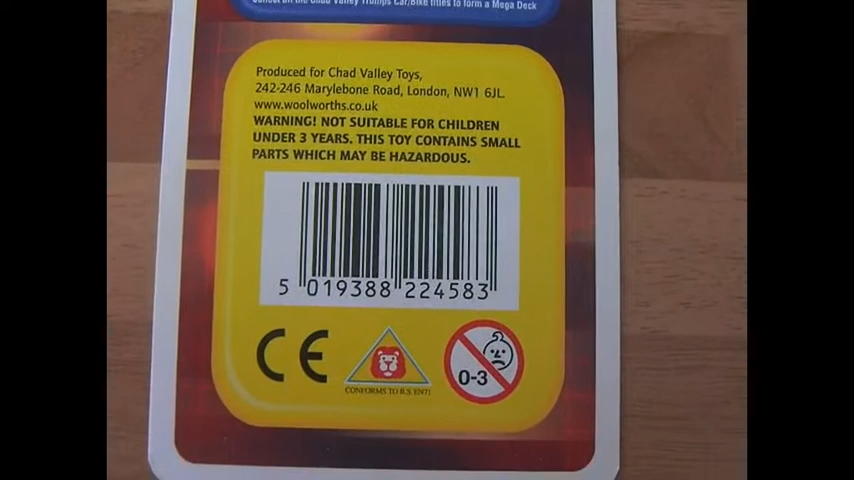 Collect all the Chad Valley Trumps Car/Bike titles to form a Mega Deck
Produced for Chad Valley Toys,
242-246 Marylebone Road, London, NW1 6JL.
www.woolworths.co.uk
WARNING! NOT SUITABLE FOR CHILDREN
UNDER 3 YEARS. THIS TOY CONTAINS SMALL
PARTS WHICH MAY BE HAZARDOUS.
5 019388 224583
CE
0-3
CONFORMS TO B.S. EN71